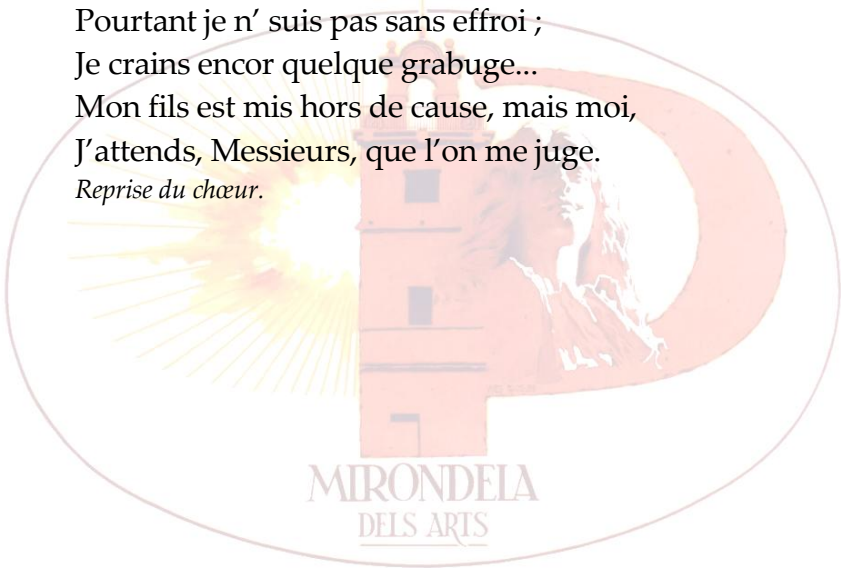 Pourtant je n’ suis pas sans effroi ;
Je crains encor quelque grabuge...
Mon fils est mis hors de cause, mais moi,
J’attends, Messieurs, que l’on me juge.
Reprise du chœur.
MIRONDELA
DELS ARTS